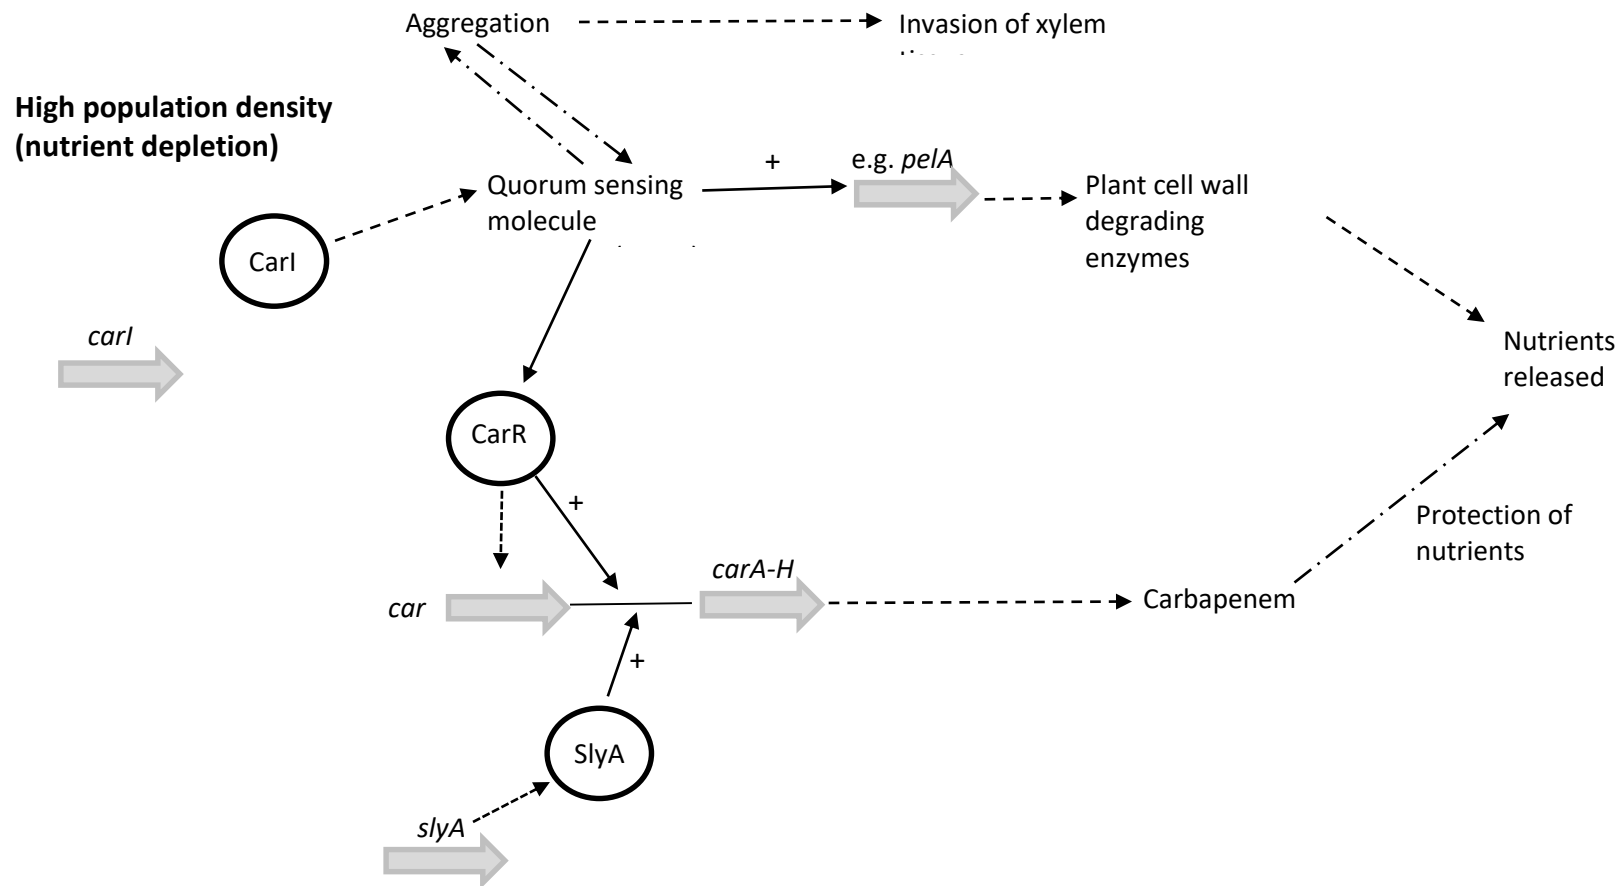 Aggregation
Invasion of xylem
High population density
(nutrient depletion)
Quorum sensing
molecule
+
e.g. pelA
Plant cell wall
degrading
enzymes
CarI
carI
Nutrients
released
CarR
+
Protection of
nutrients
car
carA-H
Carbapenem
+
SlyA
slyA